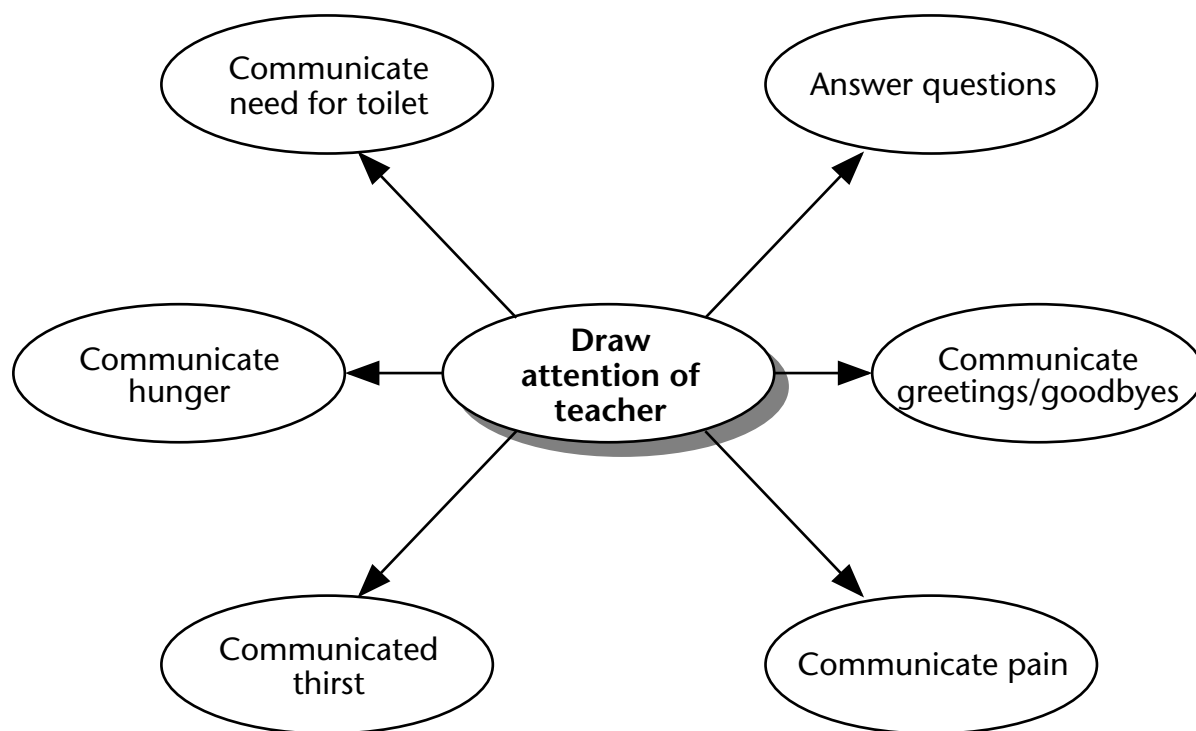 Communicate
need for toilet
Answer questions
Communicate
hunger
Draw
attention of
teacher
Communicate
greetings/goodbyes
Communicated
thirst
Communicate pain